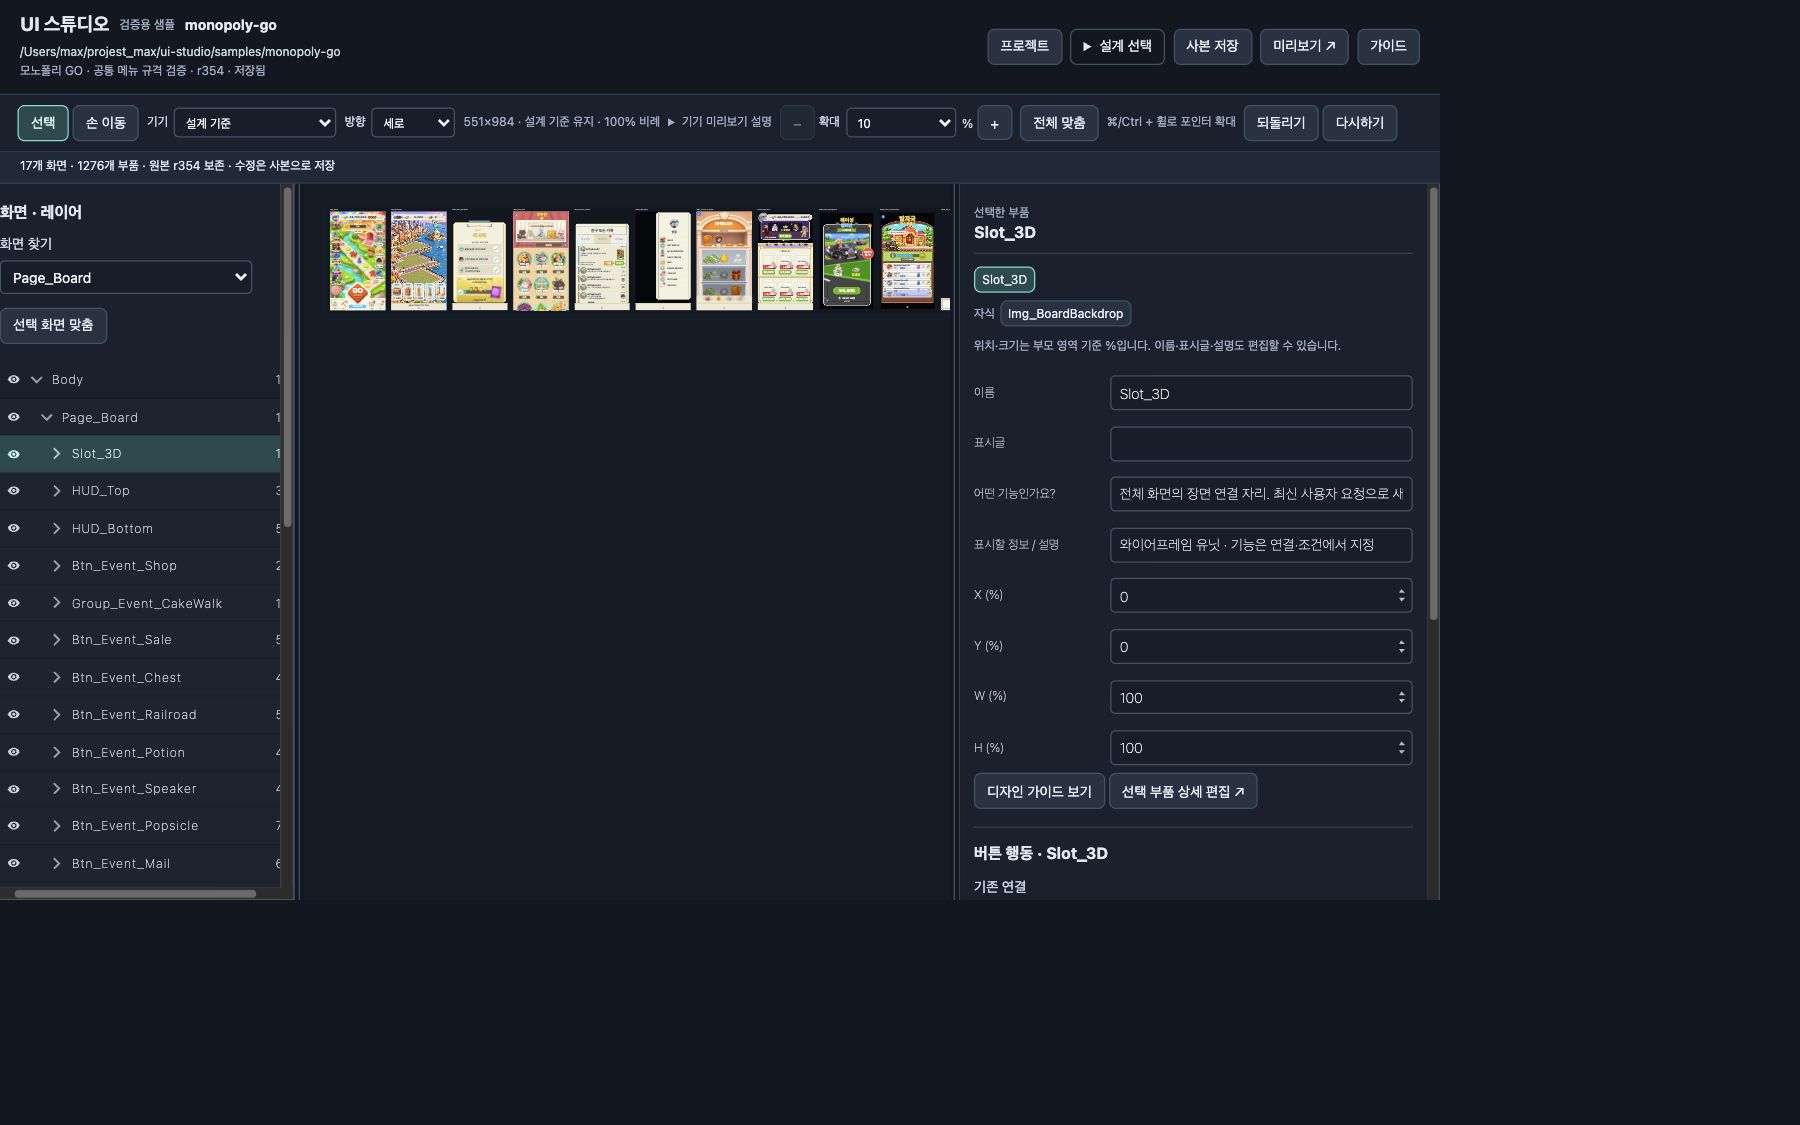 UI 스튜디오 검증용 샘플 monopoly-go
/Users/max/projest_max/ui-studio/samples/monopoly-go
모노폴리 GO · 공통 메뉴 규격 검증 · r354 · 저장됨
프로젝트
▶ 설계 선택
사본 저장
미리보기 ↗
가이드
선택
손 이동
기기
설계 기준
방향
세로
551×984 · 설계 기준 유지 · 100% 비례
▶ 기기 미리보기 설명
–
확대
10
%
+
전체 맞춤
⌘/Ctrl + 휠로 포인터 확대
되돌리기
다시하기
17개 화면 · 1276개 부품 · 원본 r354 보존 · 수정은 사본으로 저장
화면 · 레이어
화면 찾기
Page_Board
선택 화면 맞춤
Body 1
Page_Board 1
Slot_3D 1
HUD_Top
HUD_Bottom
Btn_Event_Shop
Group_Event_CakeWalk 1
Btn_Event_Sale
Btn_Event_Chest
Btn_Event_Railroad
Btn_Event_Potion
Btn_Event_Speaker
Btn_Event_Popsicle
Btn_Event_Mail
GO
선택한 부품
Slot_3D
Slot_3D
자식 Img_BoardBackdrop
위치·크기는 부모 영역 기준 %입니다. 이름·표시글·설명도 편집할 수 있습니다.
이름 Slot_3D
표시글
어떤 기능인가요? 전체 화면의 장면 연결 자리. 최신 사용자 요청으로 새
표시할 정보 / 설명 와이어프레임 유닛 · 기능은 연결·조건에서 지정
X (%) 0
Y (%) 0
W (%) 100
H (%) 100
디자인 가이드 보기
선택 부품 상세 편집 ↗
버튼 행동 · Slot_3D
기존 연결